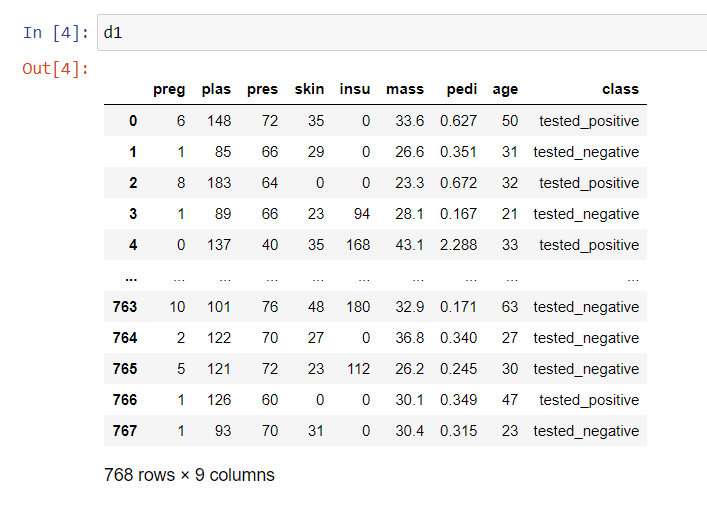 In [4]: d1
Out[4]:
preg plas pres skin insu mass pedi age class
0 6 148 72 35 0 33.6 0.627 50 tested_positive
1 1 85 66 29 0 26.6 0.351 31 tested_negative
2 8 183 64 0 0 23.3 0.672 32 tested_positive
3 1 89 66 23 94 28.1 0.167 21 tested_negative
4 0 137 40 35 168 43.1 2.288 33 tested_positive
... ... ... ... ... ... ... ... ... ...
763 10 101 76 48 180 32.9 0.171 63 tested_negative
764 2 122 70 27 0 36.8 0.340 27 tested_negative
765 5 121 72 23 112 26.2 0.245 30 tested_negative
766 1 126 60 0 0 30.1 0.349 47 tested_positive
767 1 93 70 31 0 30.4 0.315 23 tested_negative
768 rows × 9 columns